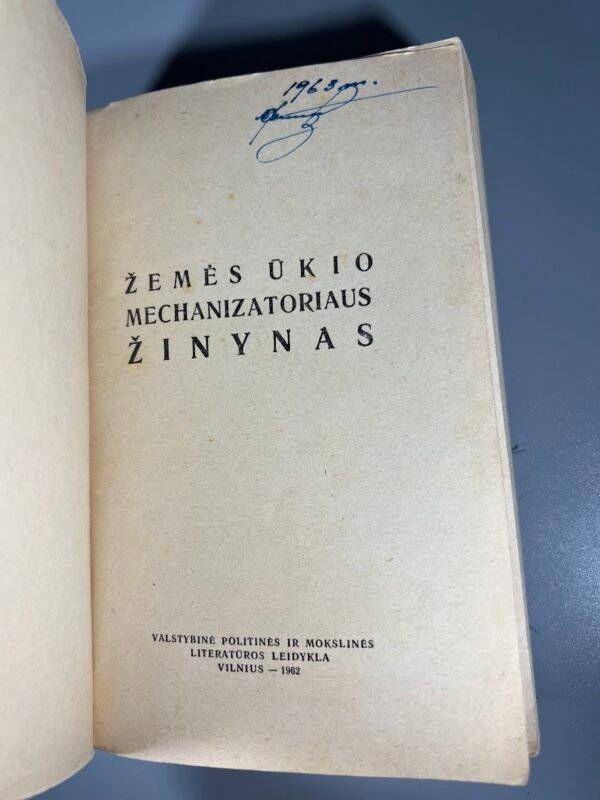 1963 m.
ŽEMĖS ŪKIO
MECHANIZATORIAUS
ŽINYNAS
VALSTYBINĖ POLITINĖS IR MOKSLINĖS
LITERATŪROS LEIDYKLA
VILNIUS — 1962